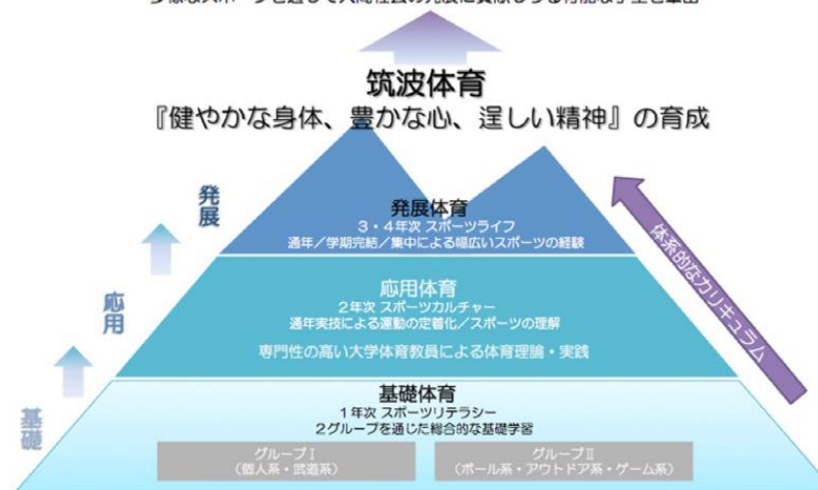 筑波体育
『健やかな身体、豊かな心、逞しい精神』の育成
発展
発展体育
3・4年次 スポーツライフ
通年／学期完結／集中による幅広いスポーツの経験
体系的なカリキュラム
応用
応用体育
2年次 スポーツカルチャー
通年実技による運動の定着化／スポーツの理解
専門性の高い大学体育教員による体育理論・実践
基礎
基礎体育
1年次 スポーツリテラシー
2グループを通じた総合的な基礎学習
グループⅠ
（個人系・武道系）
グループⅡ
（ボール系・アウトドア系・ゲーム系）